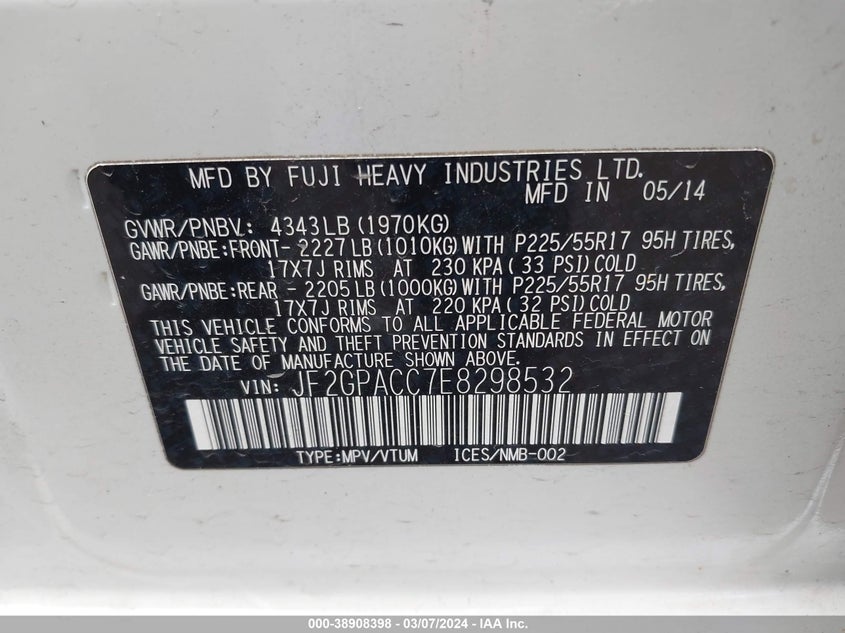 MFD BY FUJI HEAVY INDUSTRIES LTD.
MFD IN 05/14
GVWR/PNBV: 4343LB (1970KG)
GAWR/PNBE:FRONT- 2227LB (1010KG) WITH P225/55R17 95H TIRES,
17X7J RIMS AT 230 KPA( 33 PSI) COLD
GAWR/PNBE:REAR - 2205LB (1000KG) WITH P225/55R17 95H TIRES,
17X7J RIMS AT 220 KPA( 32 PSI) COLD
THIS VEHICLE CONFORMS TO ALL APPLICABLE FEDERAL MOTOR
VEHICLE SAFETY AND THEFT PREVENTION STANDARDS IN EFFECT ON
THE DATE OF MANUFACTURE SHOWN ABOVE.
VIN: JF2GPACC7E8298532
TYPE:MPV/VTUM ICES/NMB-002
000-38908398 - 03/07/2024 - IAA Inc.